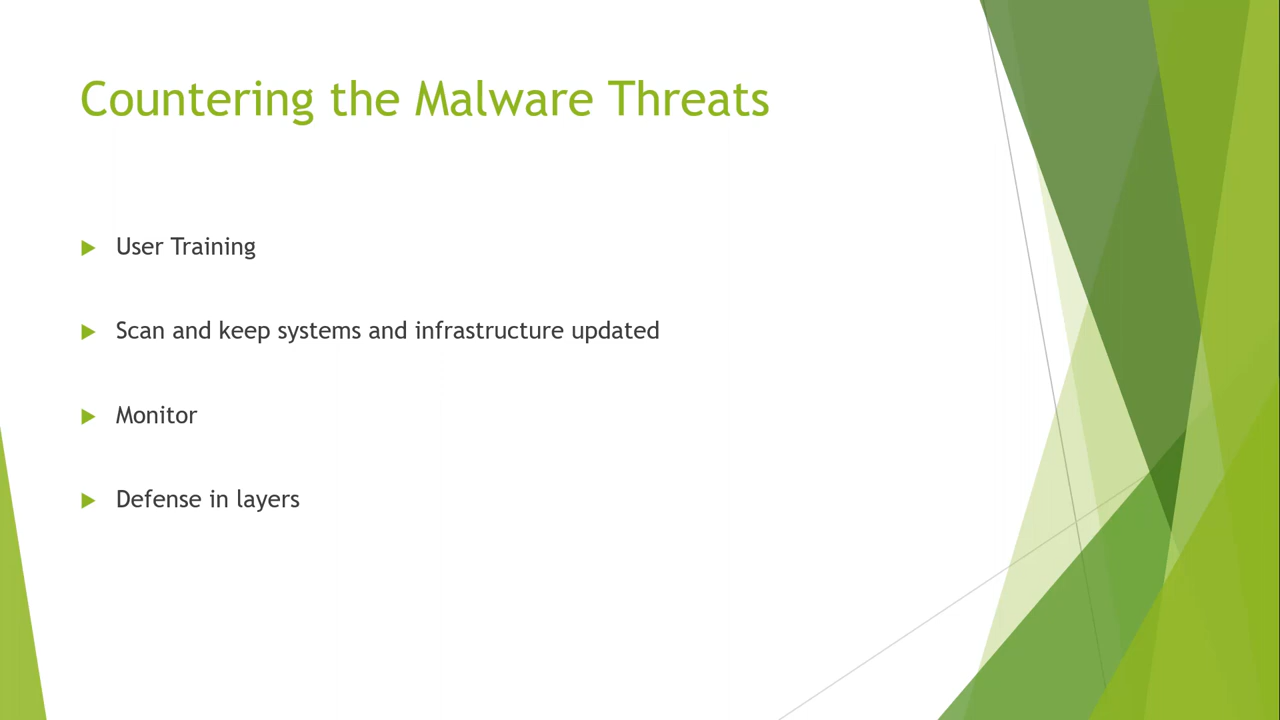 Countering the Malware Threats
User Training
Scan and keep systems and infrastructure updated
Monitor
Defense in layers